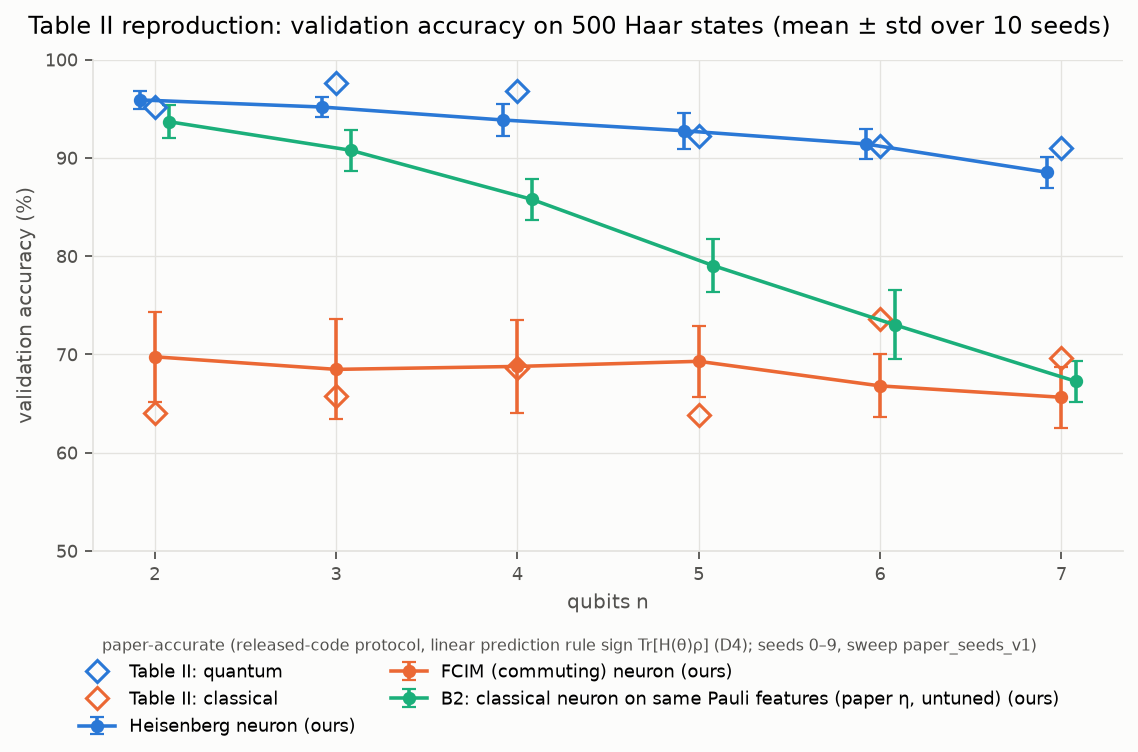 Table II reproduction: validation accuracy on 500 Haar states (mean ± std over 10 seeds)
validation accuracy (%)
100
90
80
70
60
50
2 3 4 5 6 7
qubits n
paper-accurate (released-code protocol, linear prediction rule sign Tr[H(θ)ρ] (D4); seeds 0–9, sweep paper_seeds_v1)
Table II: quantum
Table II: classical
Heisenberg neuron (ours)
FCIM (commuting) neuron (ours)
B2: classical neuron on same Pauli features (paper η, untuned) (ours)